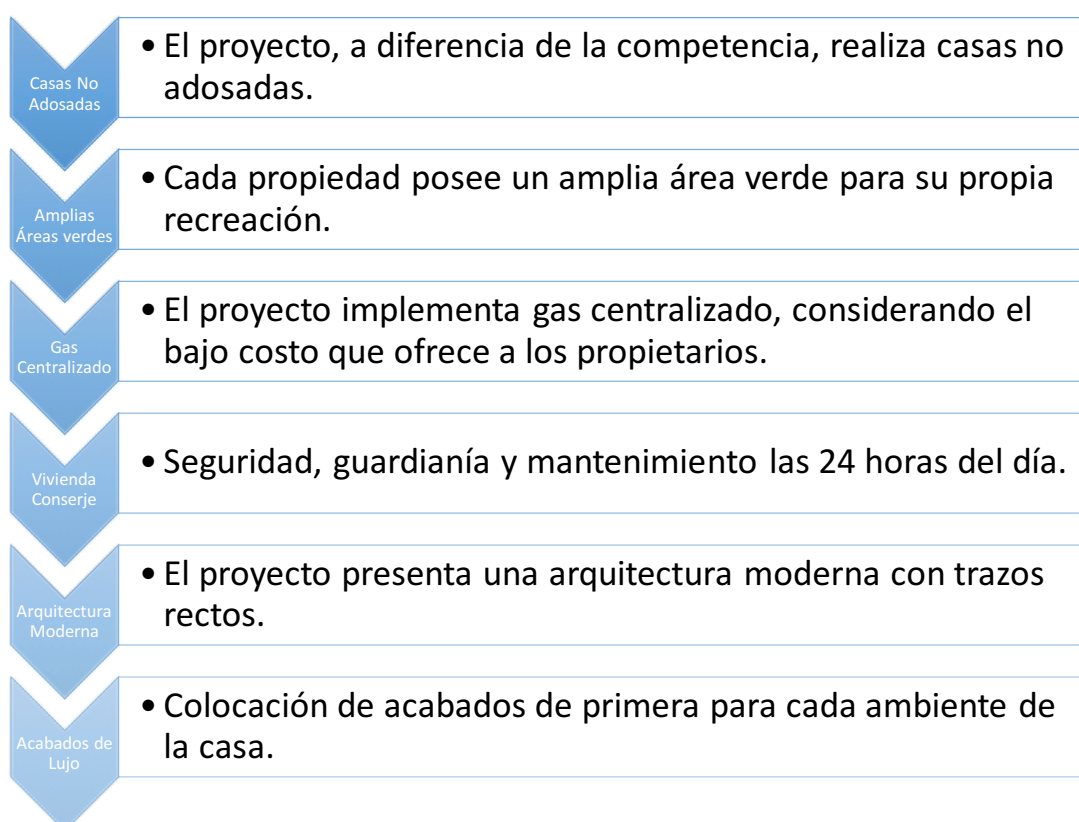 Casas No
Adosadas
• El proyecto, a diferencia de la competencia, realiza casas no
adosadas.
Amplias
Áreas verdes
• Cada propiedad posee un amplia área verde para su propia
recreación.
Gas
Centralizado
• El proyecto implementa gas centralizado, considerando el
bajo costo que ofrece a los propietarios.
Vivienda
Conserje
• Seguridad, guardianía y mantenimiento las 24 horas del día.
Arquitectura
Moderna
• El proyecto presenta una arquitectura moderna con trazos
rectos.
Acabados de
Lujo
• Colocación de acabados de primera para cada ambiente de
la casa.